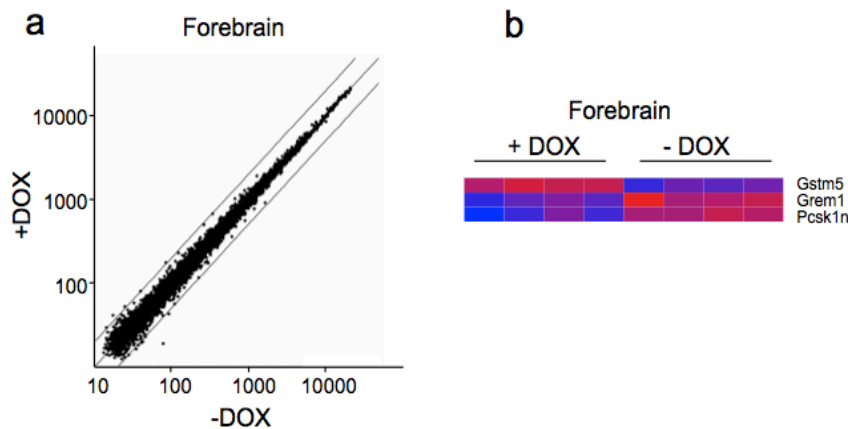 a
Forebrain
+DOX
10000
1000
100
10 100 1000 10000
-DOX
b
Forebrain
+ DOX - DOX
Gstm5
Grem1
Pcsk1n